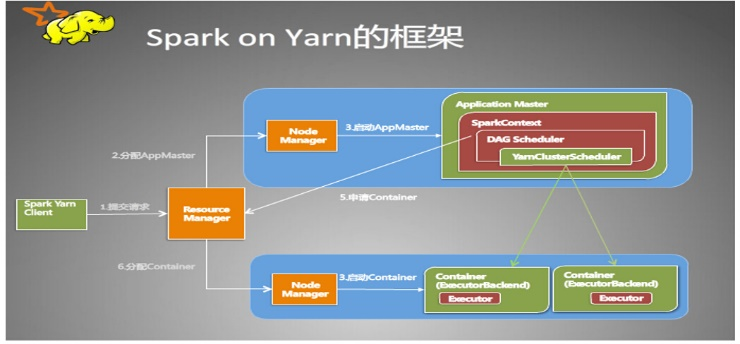 Spark on Yarn的框架
Application Master
SparkContext
DAG Scheduler
YarnClusterScheduler
Node
Manager
3.启动AppMaster
2.分配AppMaster
Spark Yarn
Client
1.提交请求
Resource
Manager
5.申请Container
6.分配Container
Node
Manager
3.启动Container
Container
(ExecutorBackend)
Executor
Container
(ExecutorBackend)
Executor